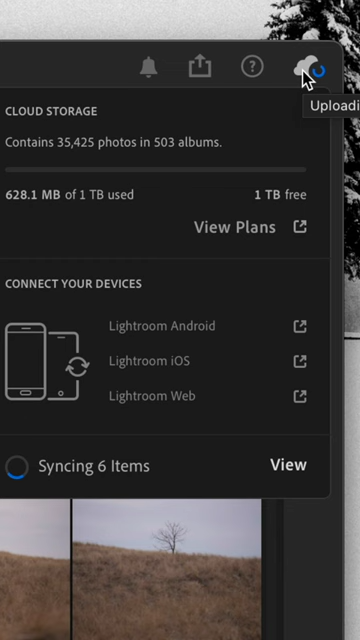 Uploadi
CLOUD STORAGE
Contains 35,425 photos in 503 albums.
628.1 MB of 1 TB used 1 TB free
View Plans
CONNECT YOUR DEVICES
Lightroom Android
Lightroom iOS
Lightroom Web
Syncing 6 Items View